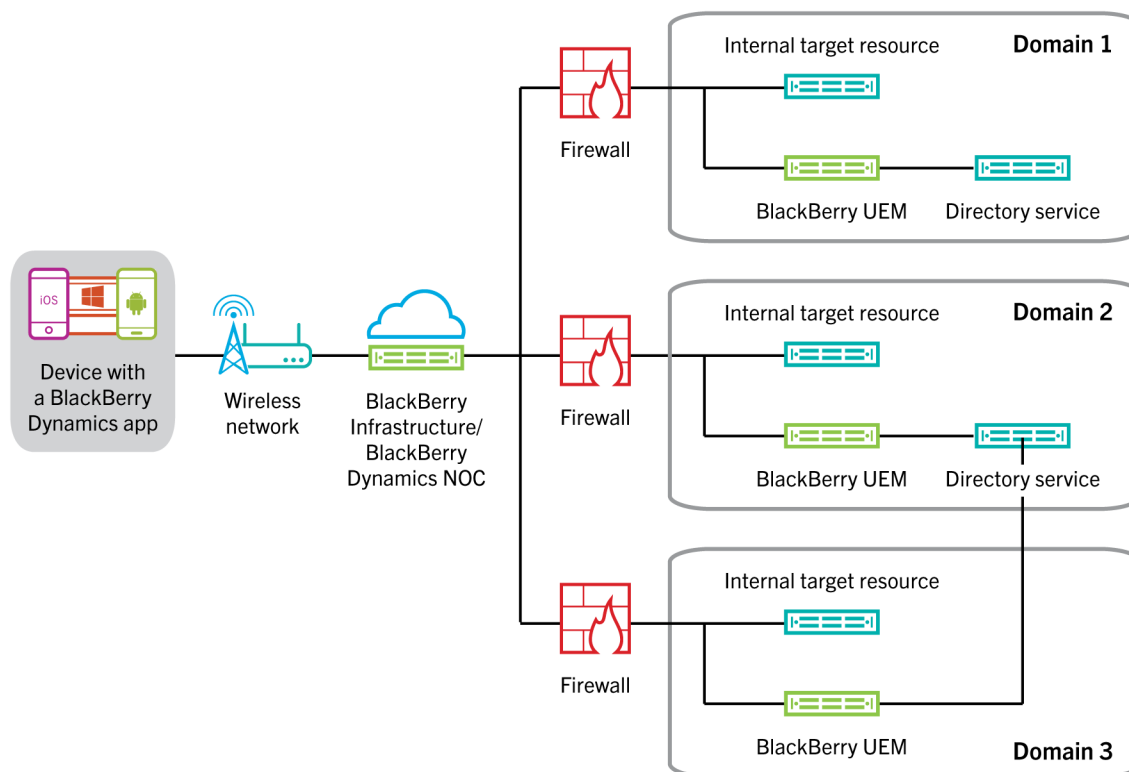 Internal target resource
Domain 1
Firewall
BlackBerry UEM
Directory service
iOS
Device with
a BlackBerry
Dynamics app
Wireless
network
BlackBerry
Infrastructure/
BlackBerry
Dynamics NOC
Internal target resource
Domain 2
Firewall
BlackBerry UEM
Directory service
Internal target resource
Firewall
BlackBerry UEM
Domain 3